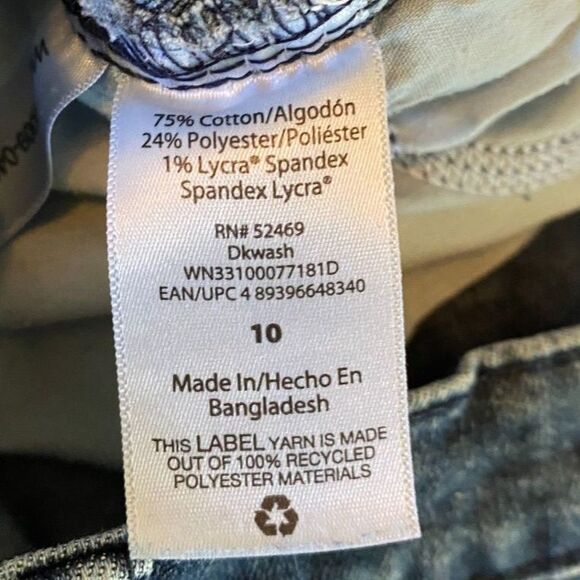 75% Cotton/Algodón
24% Polyester/Poliéster
1% Lycra® Spandex
Spandex Lycra®
RN# 52469
Dkwash
WN33100077181D
EAN/UPC 4 89396648340
10
Made In/Hecho En
Bangladesh
THIS LABEL YARN IS MADE
OUT OF 100% RECYCLED
POLYESTER MATERIALS